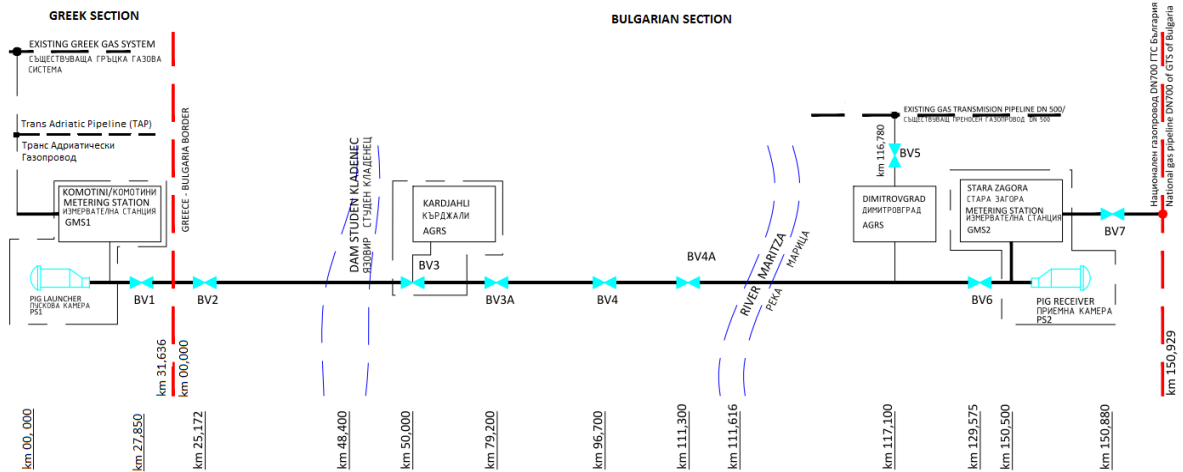 GREEK SECTION
BULGARIAN SECTION
EXISTING GREEK GAS SYSTEM
СЪЩЕСТВУВАЩА ГРЪЦКА ГАЗОВА
СИСТЕМА
Trans Adriatic Pipeline (TAP)
Транс Адриатически
Газопровод
KOMOTINI/КОМОТИНИ
METERING STATION
ИЗМЕРВАТЕЛНА СТАНЦИЯ
GMS1
PIG LAUNCHER
ПУСКОВА КАМЕРА
PS1
BV1
GREECE - BULGARIA BORDER
km 31,636
km 00,000
BV2
DAM STUDEN KLADENEC
ЯЗОВИР СТУДЕН КЛАДЕНЕЦ
KARDJAHLI
КЪРДЖАЛИ
AGRS
BV3
BV3A
BV4
BV4A
RIVER MARITZA
РЕКА МАРИЦА
EXISTING GAS TRANSMISION PIPELINE DN 500/
СЪЩЕСТВУВАЩ ПРЕНОСЕН ГАЗОПРОВОД DN 500
km 116,780
BV5
DIMITROVGRAD
ДИМИТРОВГРАД
AGRS
STARA ZAGORA
СТАРА ЗАГОРА
METERING STATION
ИЗМЕРВАТЕЛНА СТАНЦИЯ
GMS2
BV6
BV7
PIG RECEIVER
ПРИЕМНА КАМЕРА
PS2
Национален газопровод DN700 ГТС България
National gas pipeline DN700 of GTS of Bulgaria
km 150,929
km 00, 000
km 27,850
km 25,172
km 48,400
km 50,000
km 79,200
km 96,700
km 111,300
km 111,616
km 117,100
km 129,575
km 150,500
km 150,880